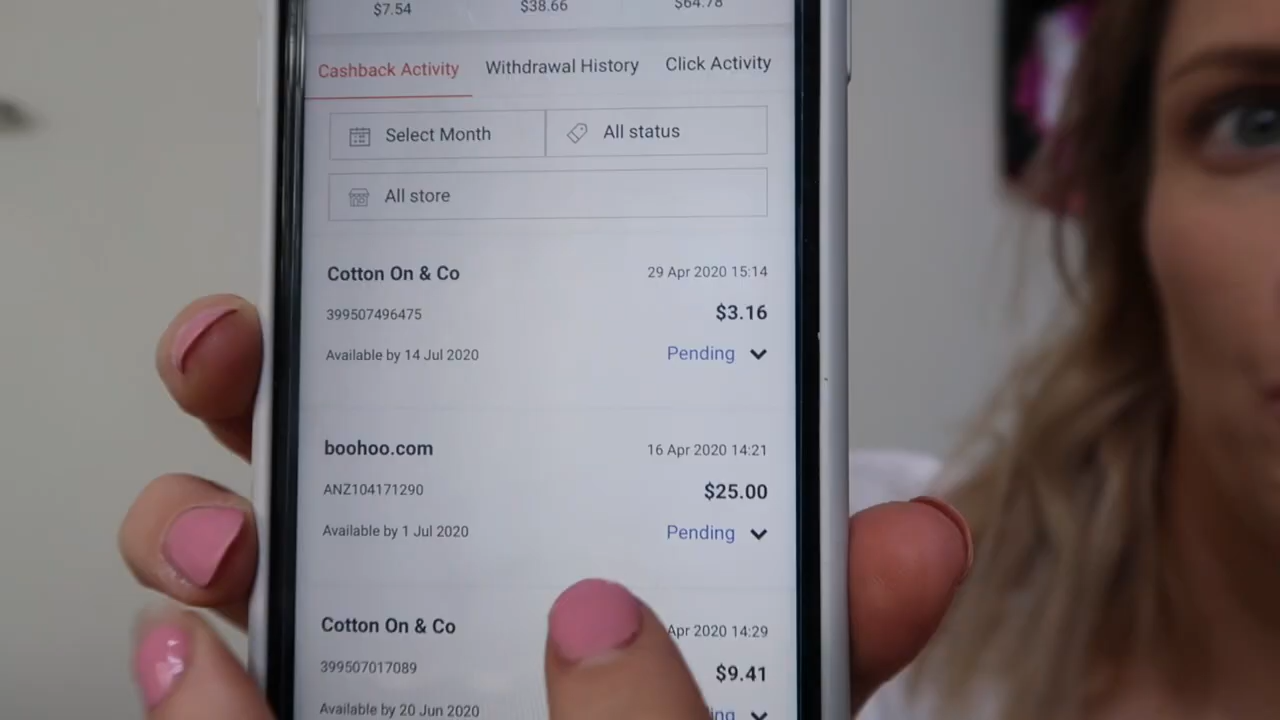 $7.54 $38.66 $64.78
Cashback Activity Withdrawal History Click Activity
Select Month All status
All store
Cotton On & Co 29 Apr 2020 15:14
399507496475 $3.16
Available by 14 Jul 2020 Pending
boohoo.com 16 Apr 2020 14:21
ANZ104171290 $25.00
Available by 1 Jul 2020 Pending
Cotton On & Co Apr 2020 14:29
399507017089 $9.41
Available by 20 Jun 2020